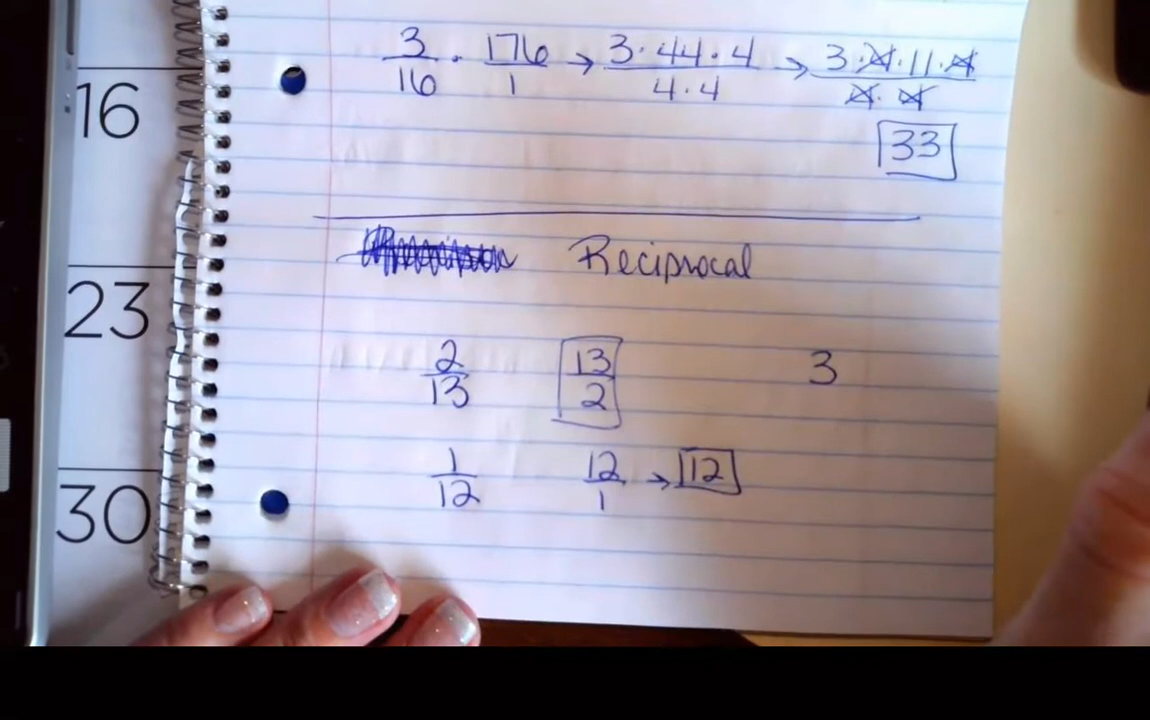 3/16 · 176/1 → 3·44·4/4·4 → 3·4·11·4/4·4
33
Reciprocal
2/13 13/2 3
1/12 12/1 → 12
16
23
30